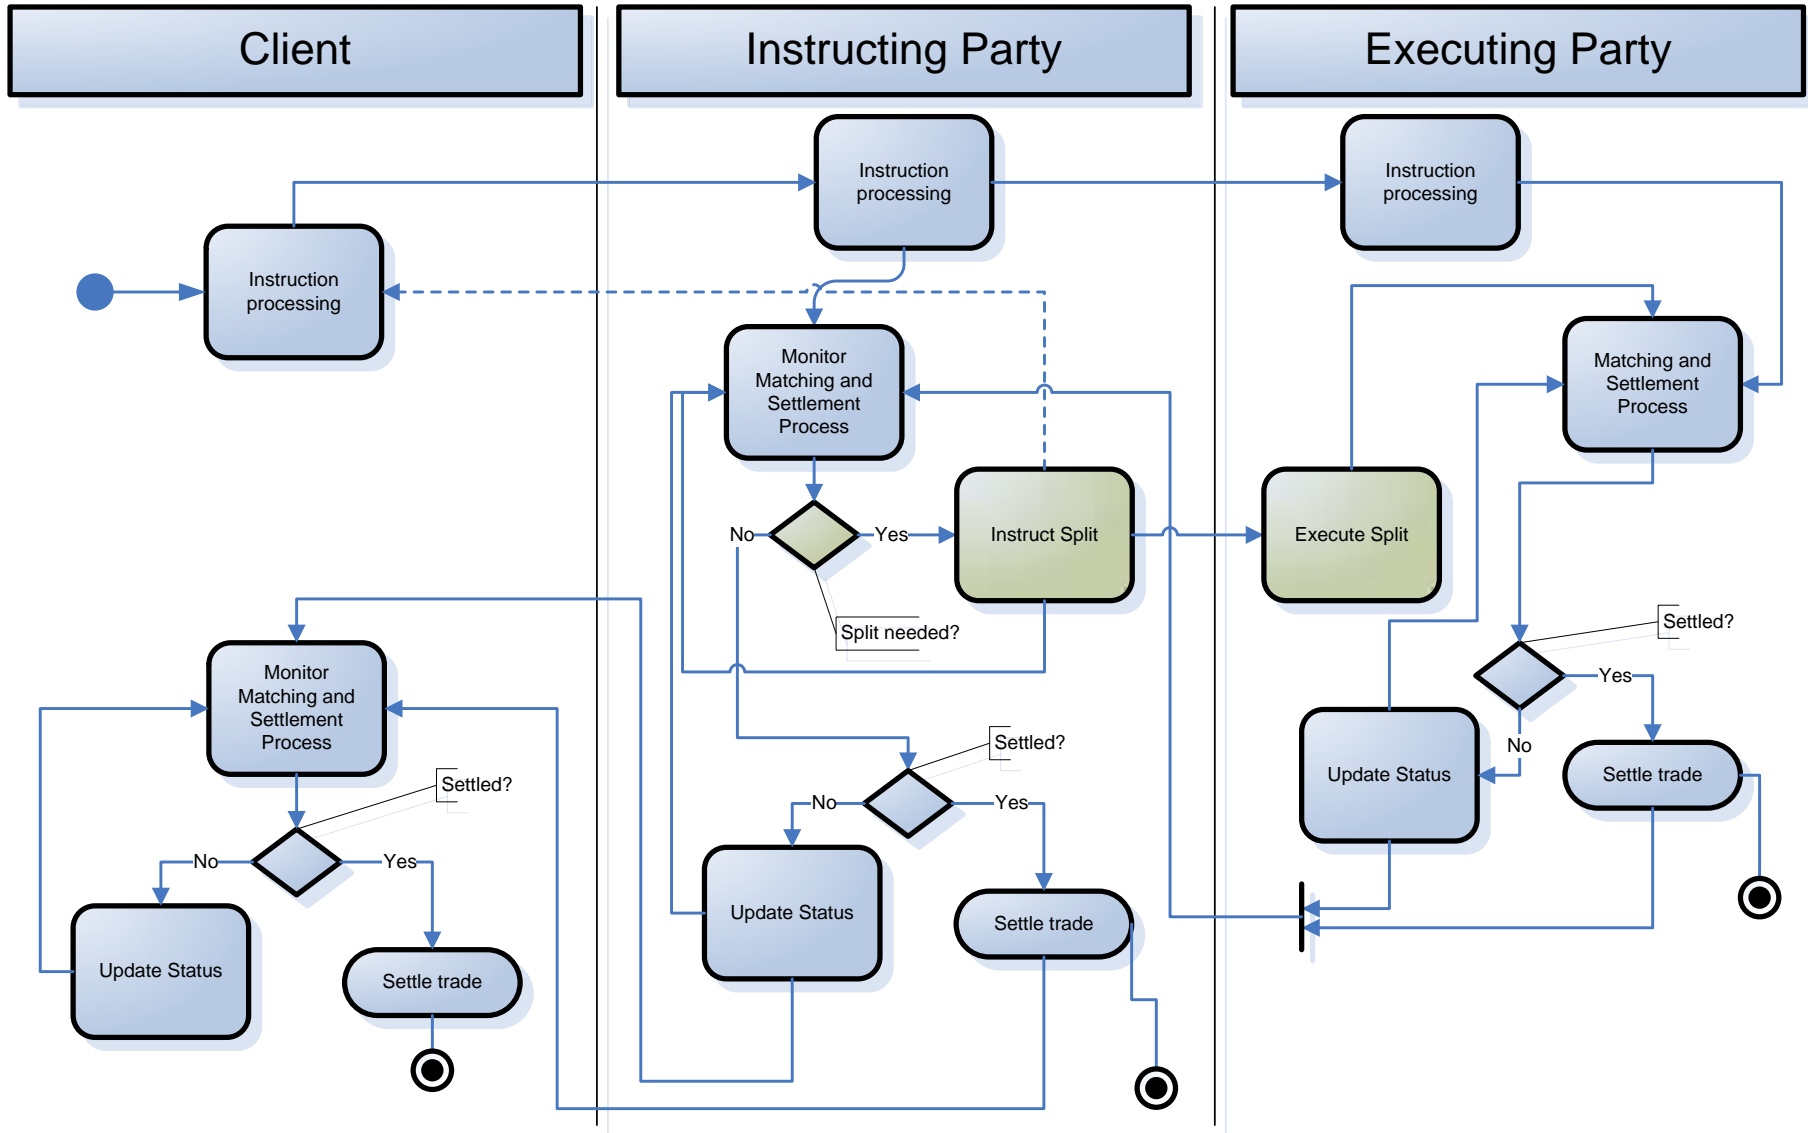 Client
Instructing Party
Executing Party
Instruction
processing
Instruction
processing
Instruction
processing
Monitor
Matching and
Settlement
Process
Matching and
Settlement
Process
No
Yes
Instruct Split
Execute Split
Split needed?
Settled?
Monitor
Matching and
Settlement
Process
Yes
Settled?
No
Update Status
Settle trade
Settled?
No
Yes
No
Yes
Update Status
Settle trade
Update Status
Settle trade